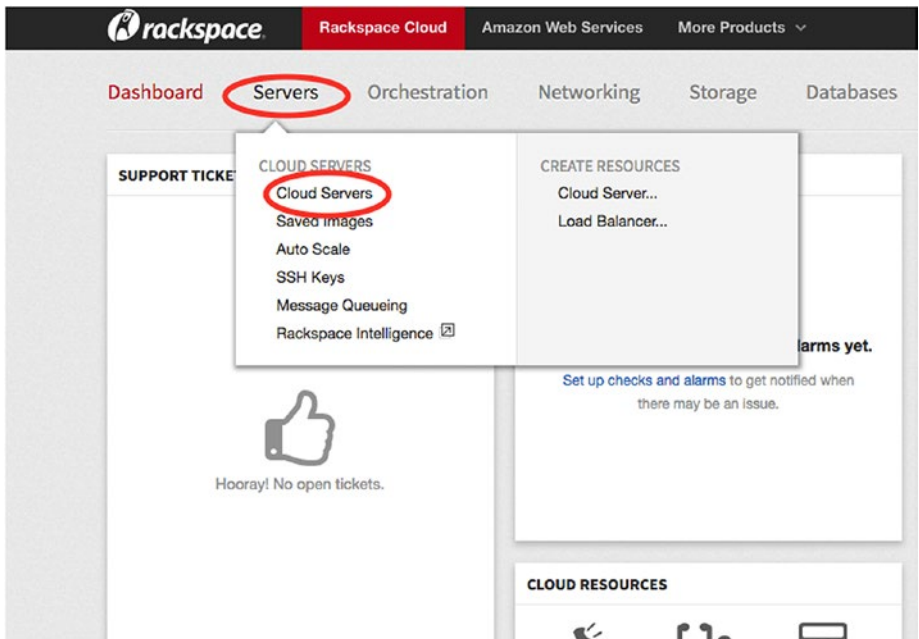 rackspace. Rackspace Cloud Amazon Web Services More Products
Dashboard Servers Orchestration Networking Storage Databases
SUPPORT TICKE
CLOUD SERVERS
Cloud Servers
Saved Images
Auto Scale
SSH Keys
Message Queueing
Rackspace Intelligence
CREATE RESOURCES
Cloud Server...
Load Balancer...
larms yet.
Set up checks and alarms to get notified when
there may be an issue.
Hooray! No open tickets.
CLOUD RESOURCES